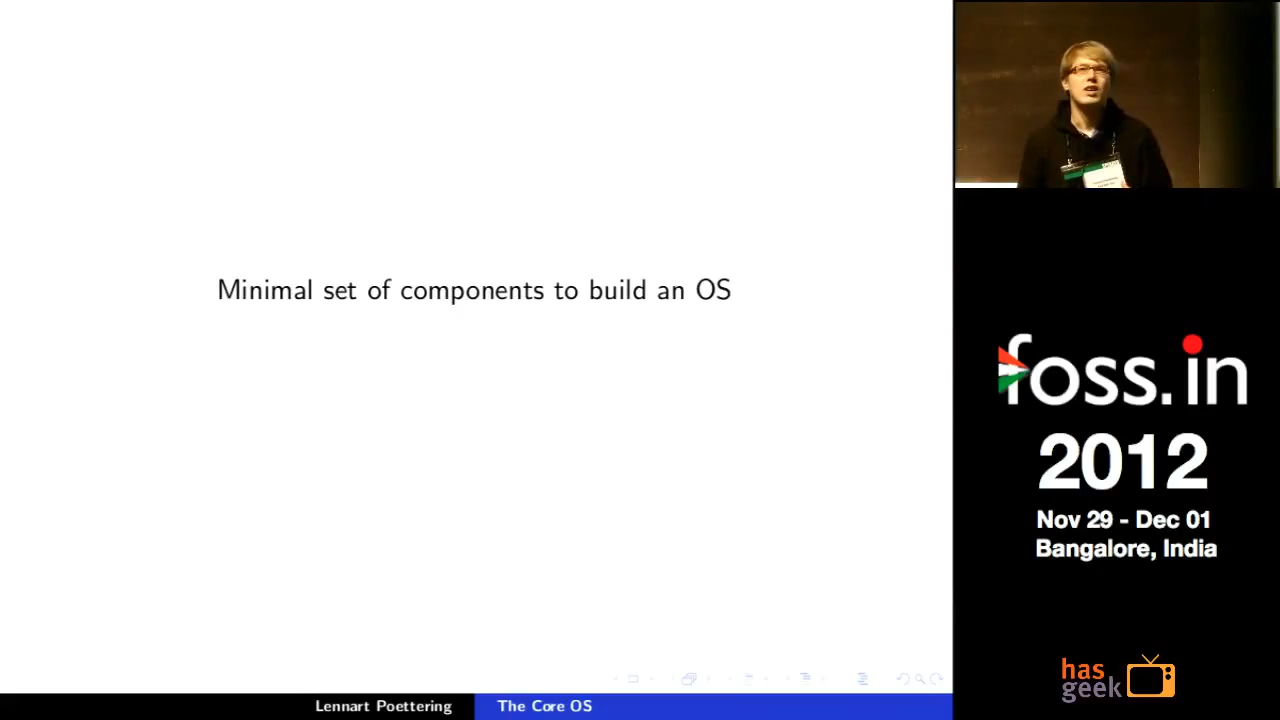 Minimal set of components to build an OS
Lennart Poettering
The Core OS
foss.in
2012
Nov 29 - Dec 01
Bangalore, India
has
geek